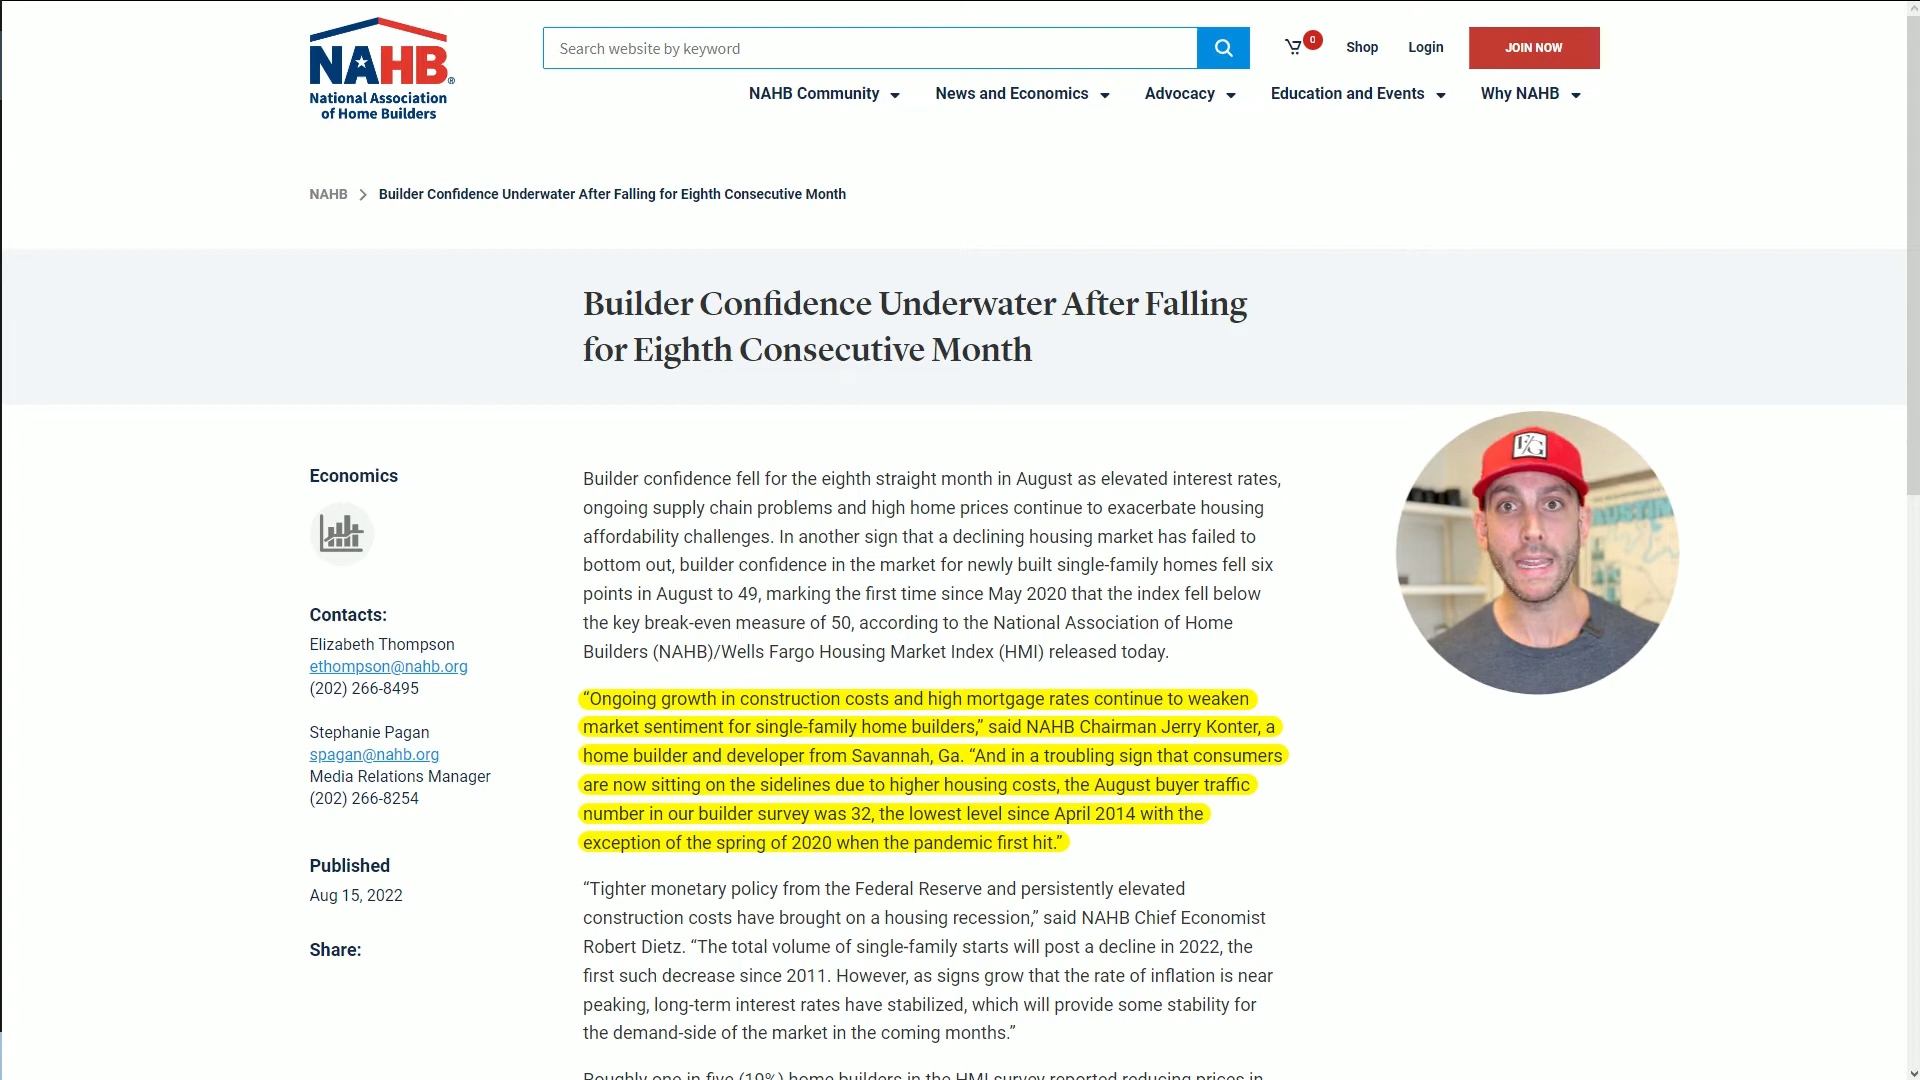 NAHB®
National Association
of Home Builders
Search website by keyword
0
Shop
Login
JOIN NOW
NAHB Community
News and Economics
Advocacy
Education and Events
Why NAHB
NAHB > Builder Confidence Underwater After Falling for Eighth Consecutive Month
Builder Confidence Underwater After Falling
for Eighth Consecutive Month
Economics
Contacts:
Elizabeth Thompson
ethompson@nahb.org
(202) 266-8495
Stephanie Pagan
spagan@nahb.org
Media Relations Manager
(202) 266-8254
Published
Aug 15, 2022
Share:
Builder confidence fell for the eighth straight month in August as elevated interest rates,
ongoing supply chain problems and high home prices continue to exacerbate housing
affordability challenges. In another sign that a declining housing market has failed to
bottom out, builder confidence in the market for newly built single-family homes fell six
points in August to 49, marking the first time since May 2020 that the index fell below
the key break-even measure of 50, according to the National Association of Home
Builders (NAHB)/Wells Fargo Housing Market Index (HMI) released today.
“Ongoing growth in construction costs and high mortgage rates continue to weaken
market sentiment for single-family home builders,” said NAHB Chairman Jerry Konter, a
home builder and developer from Savannah, Ga. “And in a troubling sign that consumers
are now sitting on the sidelines due to higher housing costs, the August buyer traffic
number in our builder survey was 32, the lowest level since April 2014 with the
exception of the spring of 2020 when the pandemic first hit.”
“Tighter monetary policy from the Federal Reserve and persistently elevated
construction costs have brought on a housing recession,” said NAHB Chief Economist
Robert Dietz. “The total volume of single-family starts will post a decline in 2022, the
first such decrease since 2011. However, as signs grow that the rate of inflation is near
peaking, long-term interest rates have stabilized, which will provide some stability for
the demand-side of the market in the coming months.”
Roughly one in five (19%) home builders in the HMI survey reported reducing prices in
AUSTIN